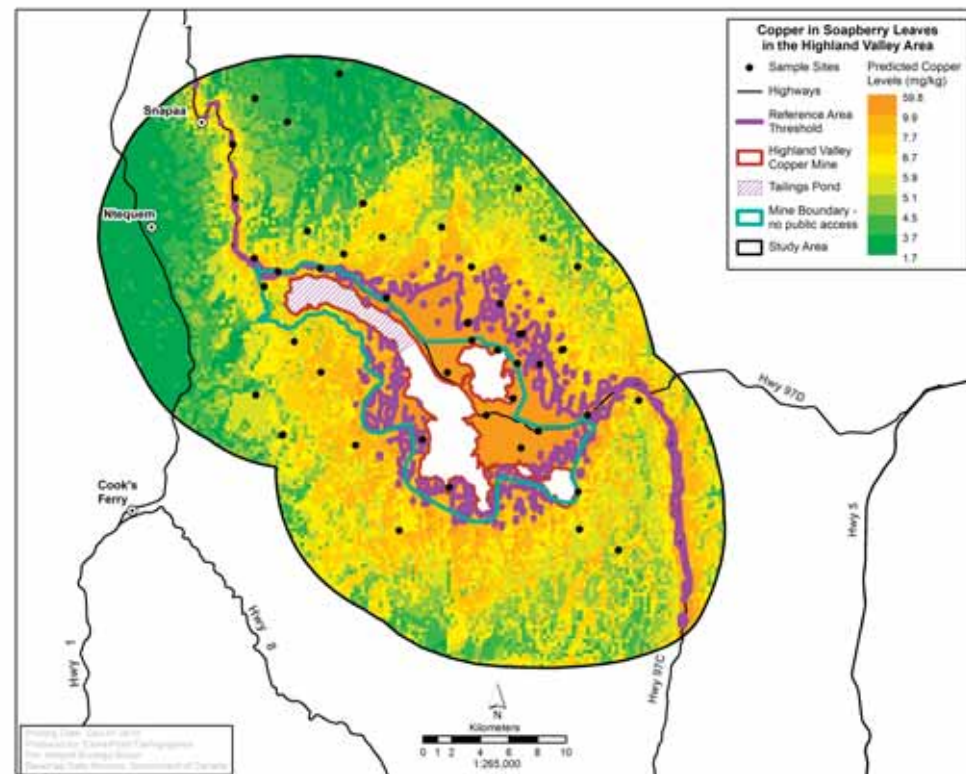 Copper in Soapberry Leaves
in the Highland Valley Area
Sample Sites
Highways
Reference Area
Threshold
Highland Valley
Copper Mine
Tailings Pond
Mine Boundary -
no public access
Study Area
Predicted Copper
Levels (mg/kg)
59.8
9.9
7.7
6.7
5.9
5.1
4.5
3.7
1.7
Snapaa
Ntequem
Cook's
Ferry
Hwy 97D
Hwy 5
Hwy 1
Hwy 8
Hwy 97C
N
Kilometers
0 1 2 4 6 8 10
1:265,000